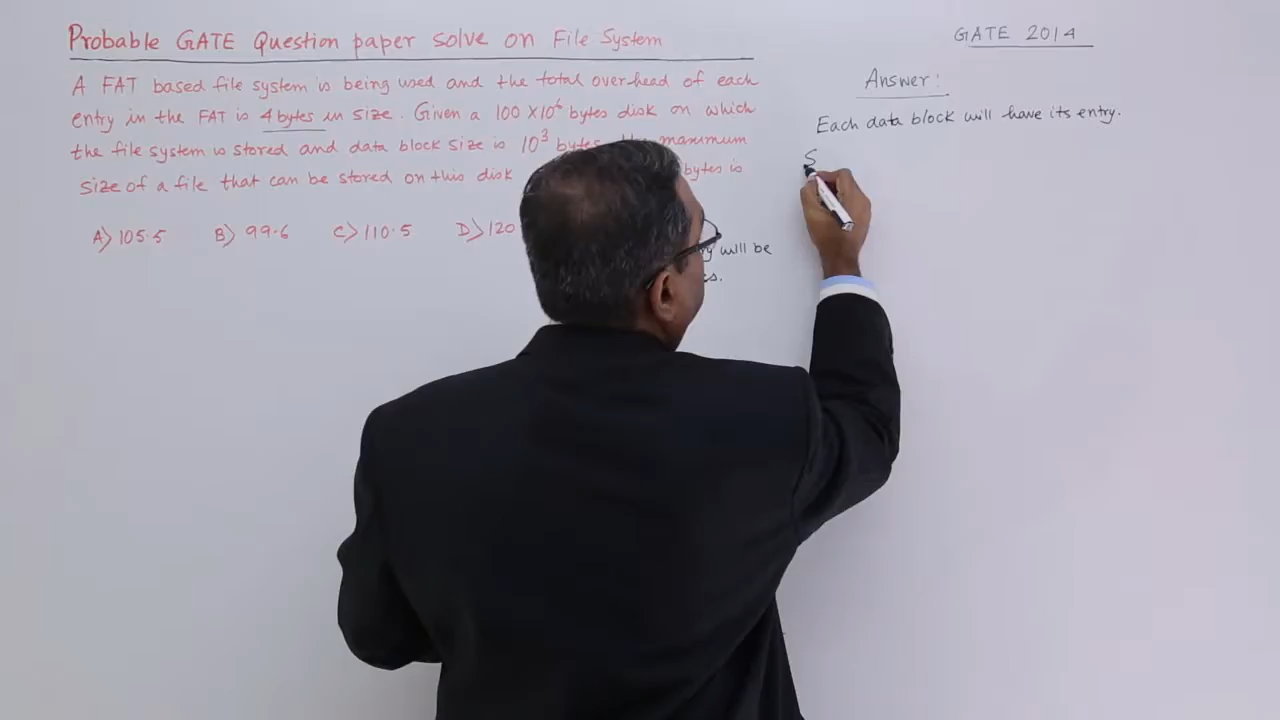 Probable GATE Question paper solve on File System
GATE 2014
A FAT based file system is being used and the total overhead of each
entry in the FAT is 4 bytes in size. Given a 100 X 10⁶ bytes disk on which
the file system is stored and data block size is 10³ bytes, the maximum
size of a file that can be stored on this disk bytes is
A) 105.5 B) 99.6 C) 110.5 D) 120
will be
Answer:
Each data block will have its entry.
S